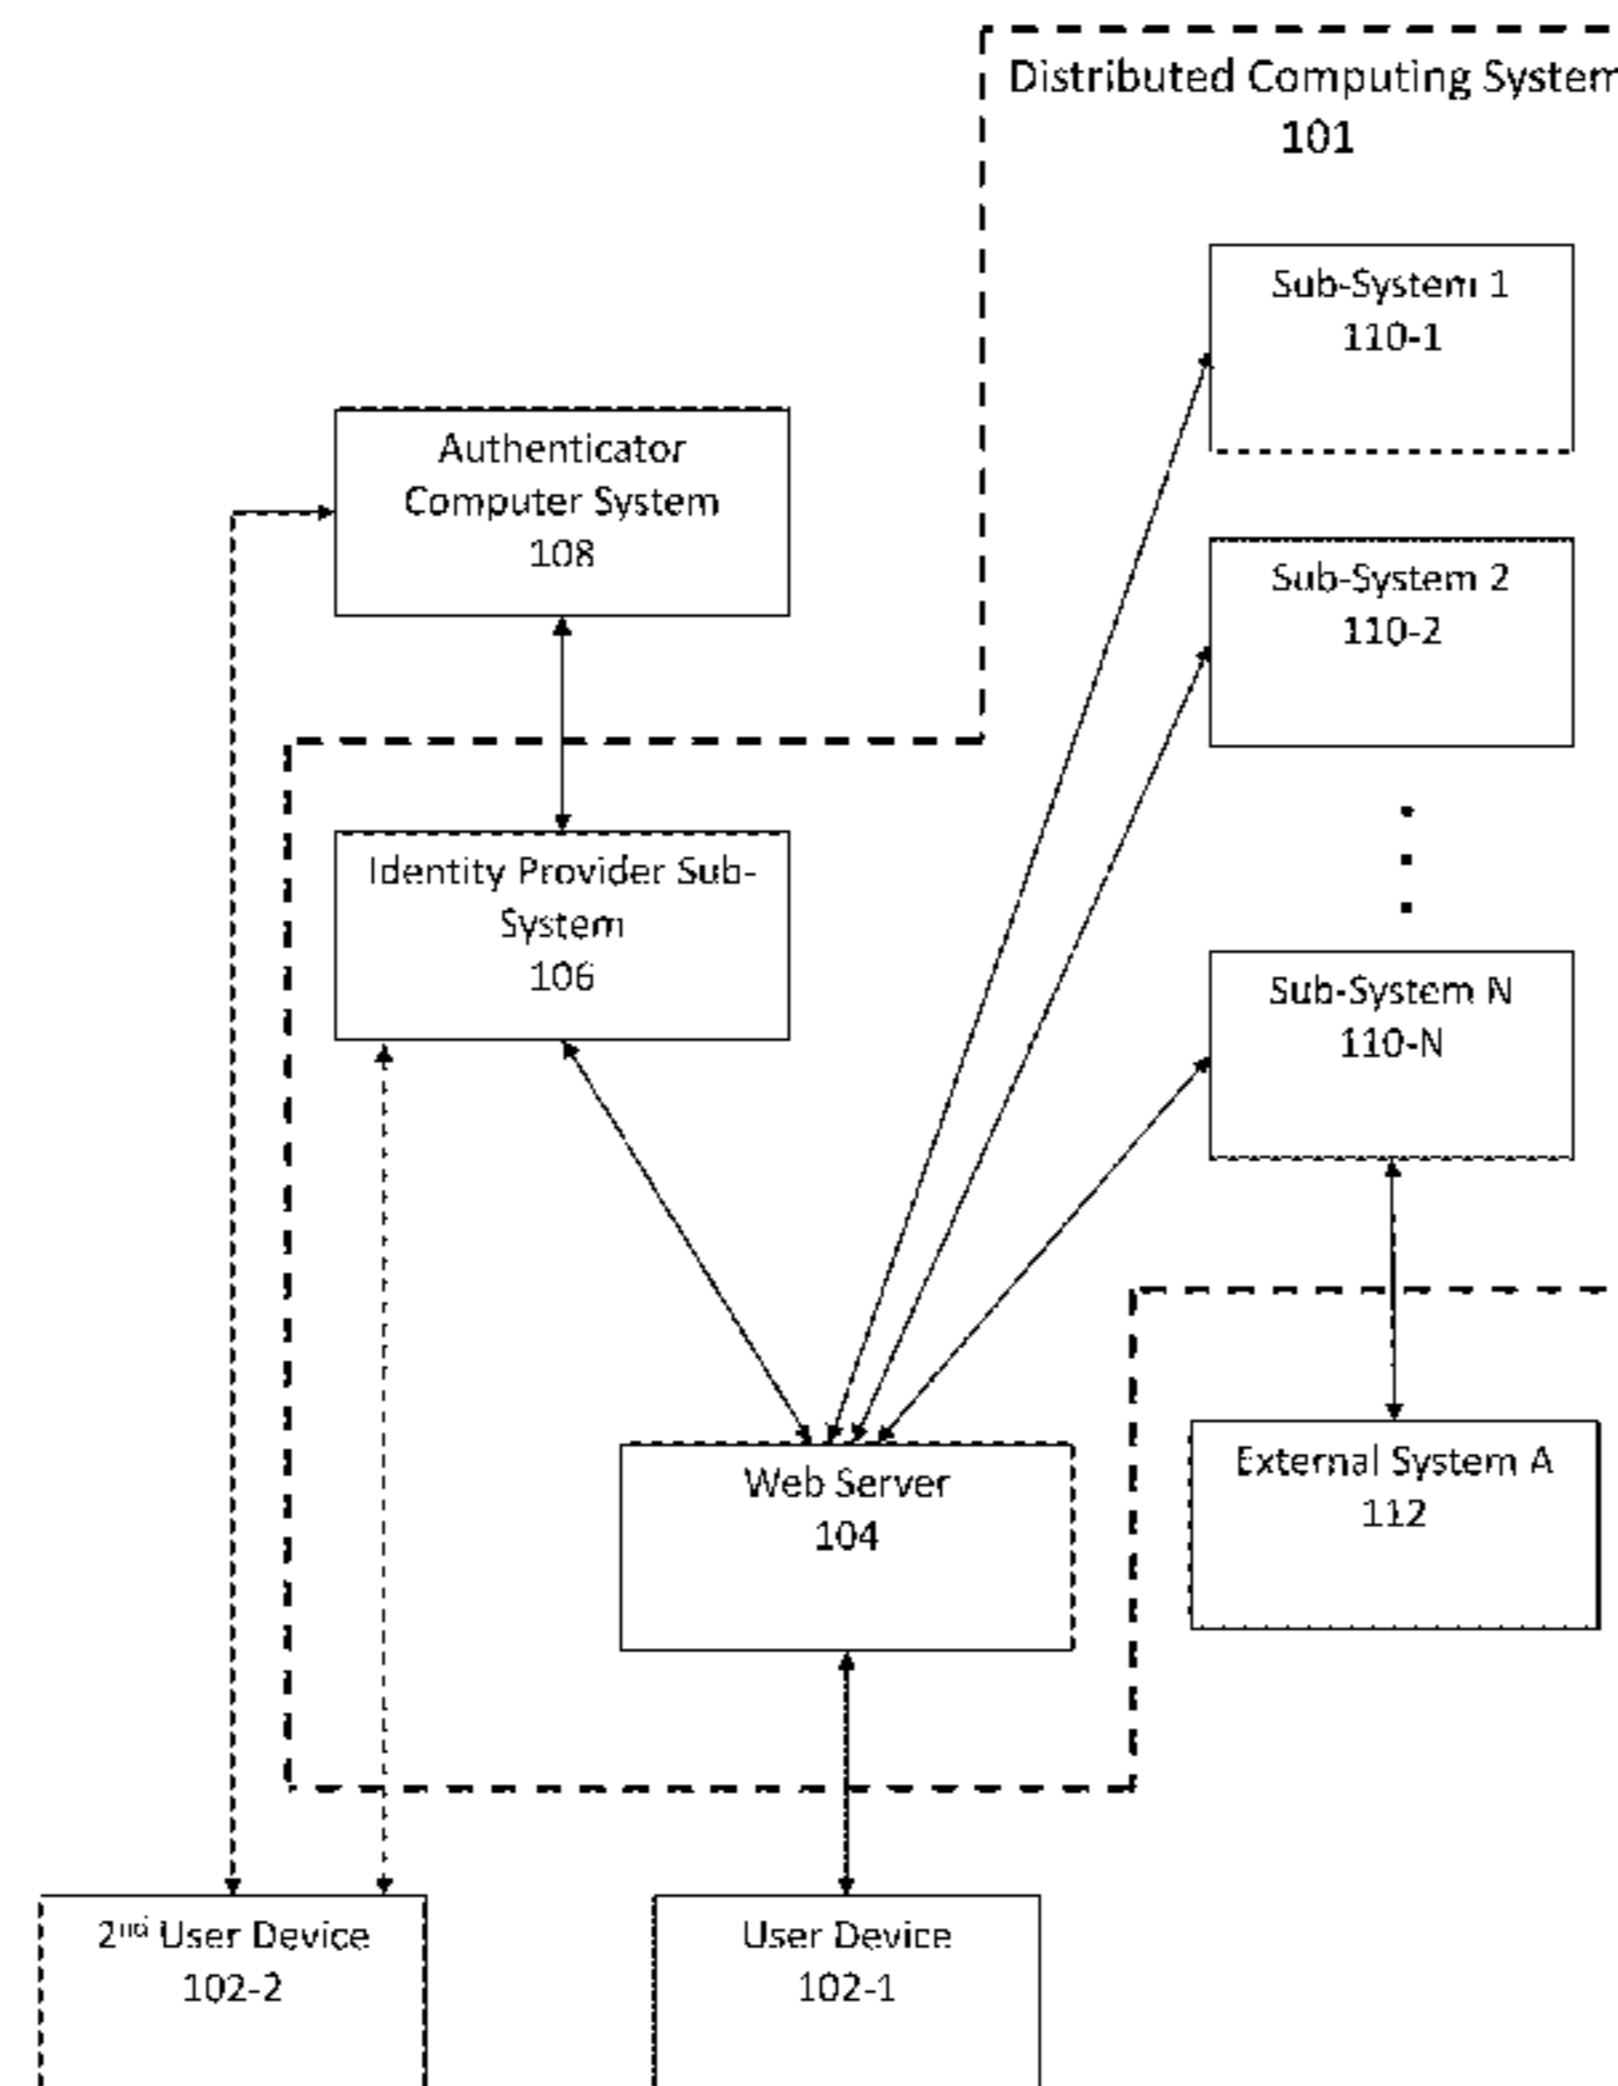 Distributed Computing System
101
Sub-System 1
110-1
Authenticator
Computer System
108
Sub-System 2
110-2
Identity Provider Sub-
System
106
Sub-System N
110-N
Web Server
104
External System A
112
2nd User Device
102-2
User Device
102-1